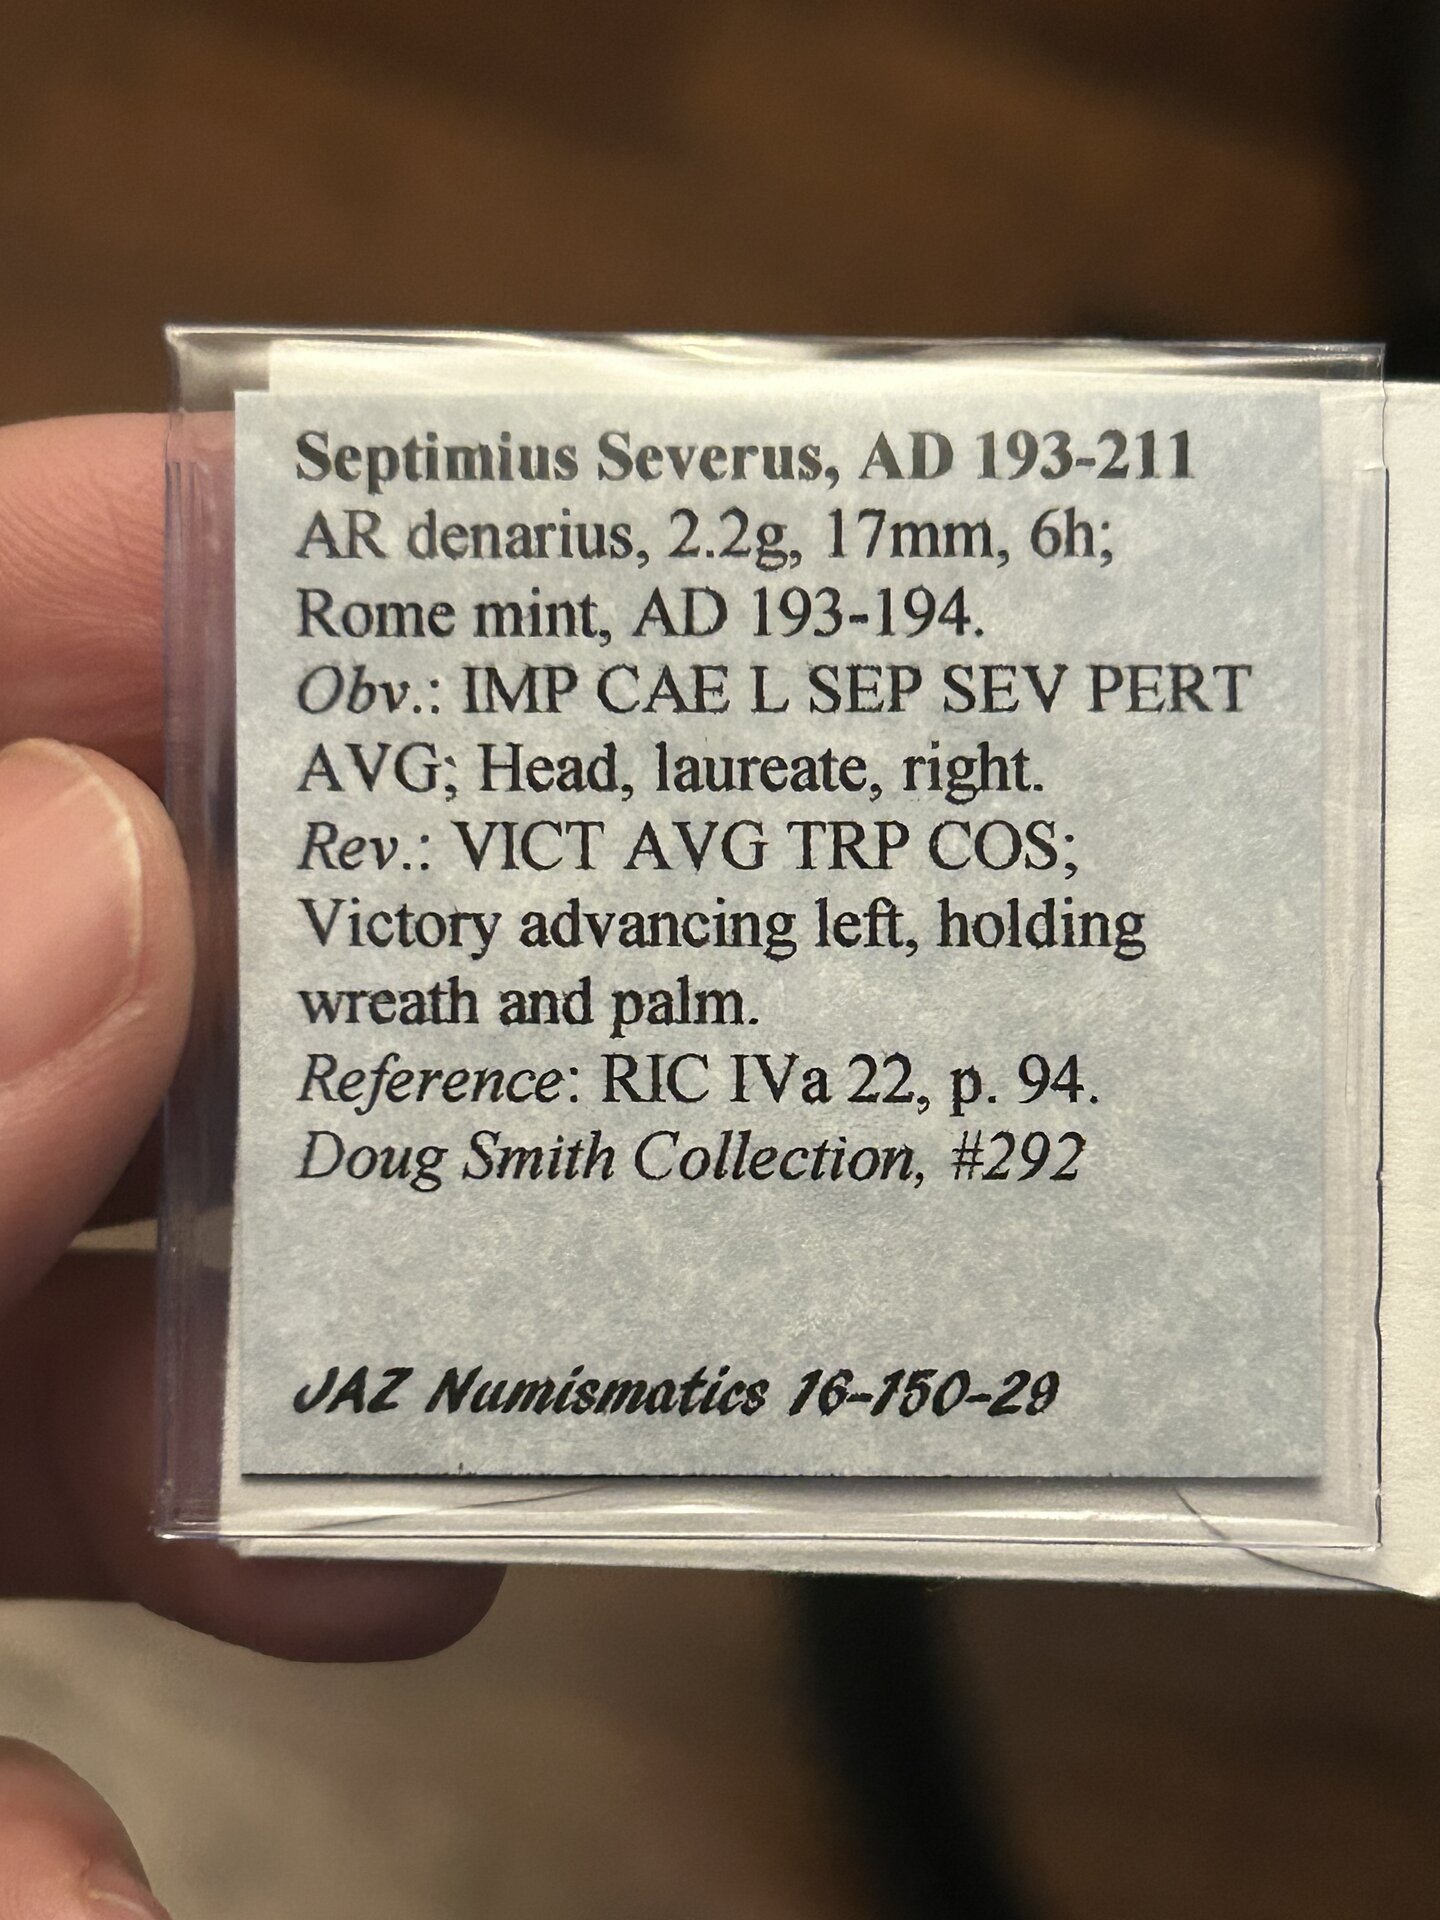 Septimius Severus, AD 193-211
AR denarius, 2.2g, 17mm, 6h;
Rome mint, AD 193-194.
Obv.: IMP CAE L SEP SEV PERT
AVG; Head, laureate, right.
Rev.: VICT AVG TRP COS;
Victory advancing left, holding
wreath and palm.
Reference: RIC IVa 22, p. 94.
Doug Smith Collection, #292
JAZ Numismatics 16-150-29